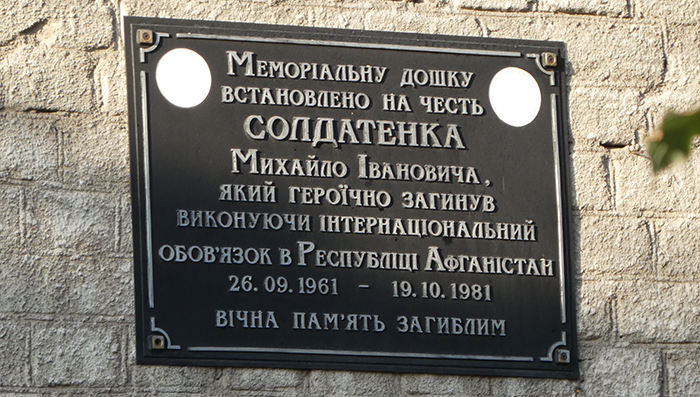 Меморіальну дошку
встановлено на честь
СОЛДАТЕНКА
Михайло Івановича,
який героїчно загинув
виконуючи інтернаціональний
обов'язок в Республіці Афганістан
26.09.1961 - 19.10.1981
вічна пам'ять загиблим